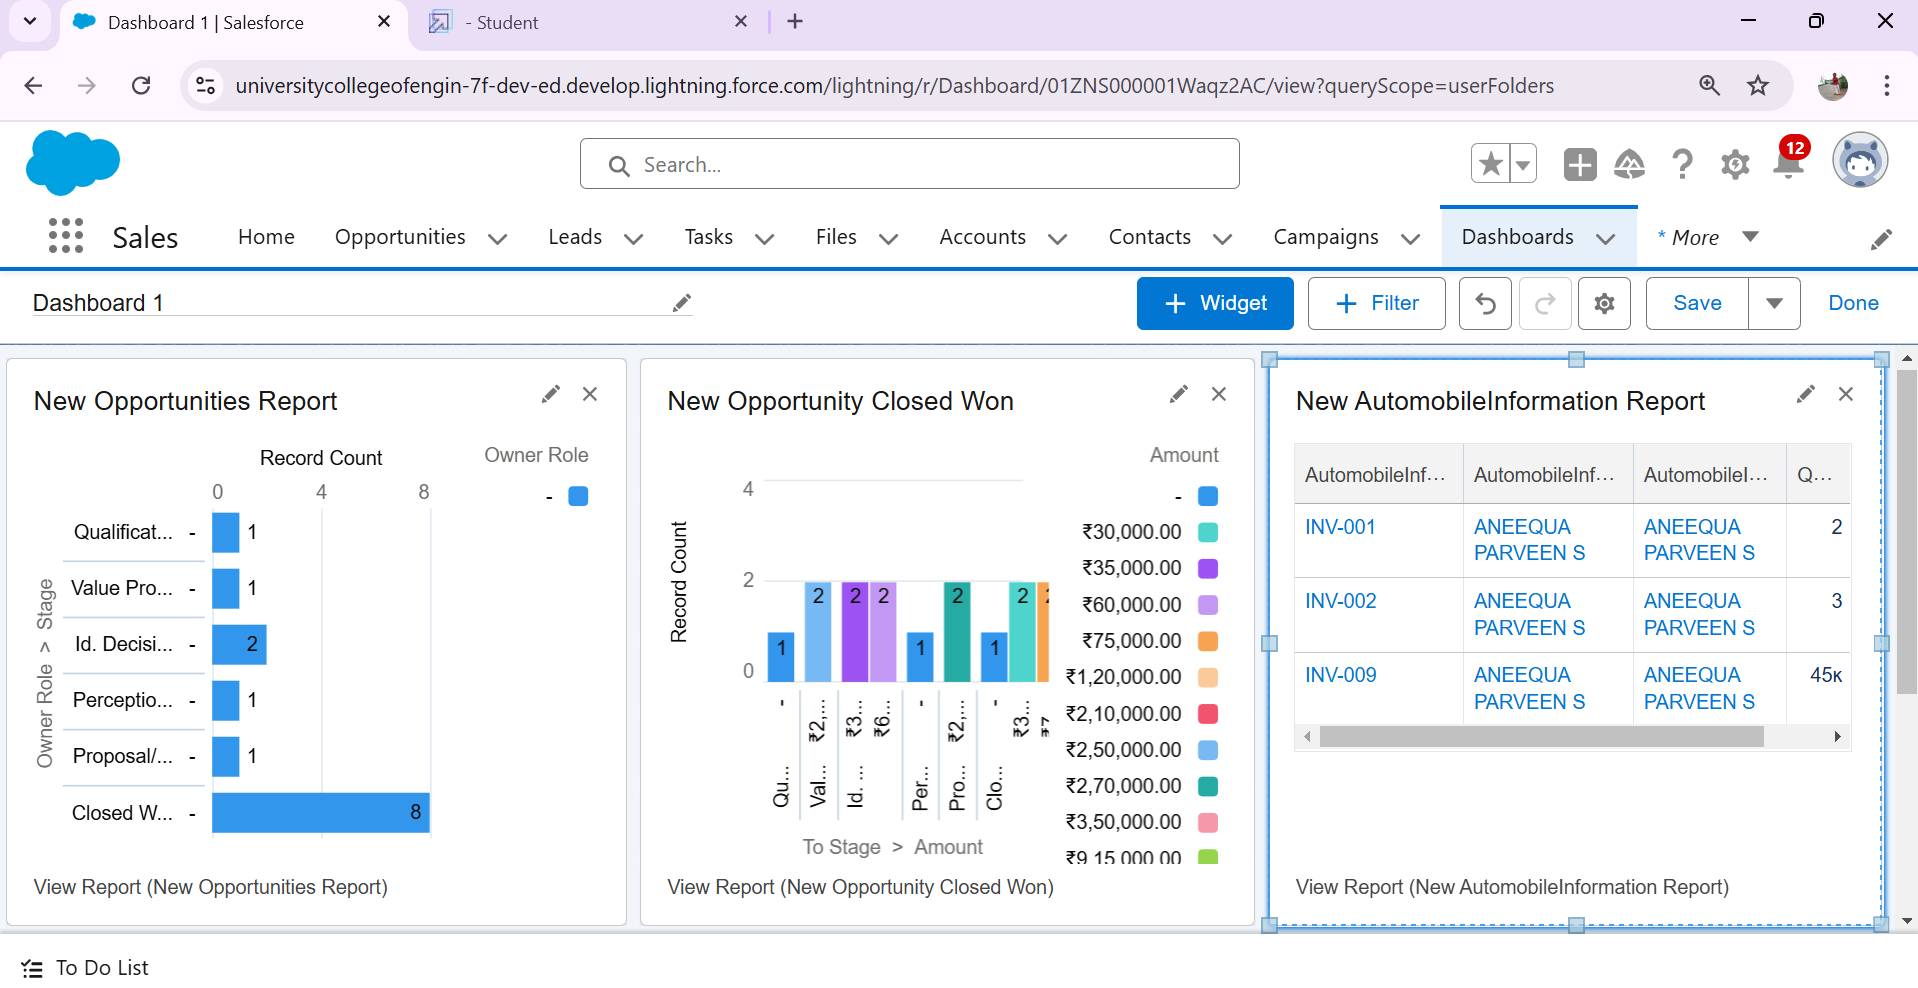 Dashboard 1 | Salesforce
- Student
universitycollegeofengin-7f-dev-ed.develop.lightning.force.com/lightning/r/Dashboard/01ZNS000001Waqz2AC/view?queryScope=userFolders
Search...
12
Sales
Home
Opportunities
Leads
Tasks
Files
Accounts
Contacts
Campaigns
Dashboards
* More
Dashboard 1
+ Widget
+ Filter
Save
Done
New Opportunities Report
Record Count
Owner Role
-
0 4 8
Qualificat... - 1
Value Pro... - 1
Id. Decisi... - 2
Perceptio... - 1
Proposal/... - 1
Closed W... - 8
Owner Role > Stage
View Report (New Opportunities Report)
New Opportunity Closed Won
Amount
-
₹30,000.00
₹35,000.00
₹60,000.00
₹75,000.00
₹1,20,000.00
₹2,10,000.00
₹2,50,000.00
₹2,70,000.00
₹3,50,000.00
₹9,15,000.00
Record Count
4
2
0
1 2 2 2 1 2 1 2 2
- ₹2,... ₹3... ₹6... - ₹2,... - ₹3... ₹7
Qu... Val... Id. ... Per... Pro... Clo...
To Stage > Amount
View Report (New Opportunity Closed Won)
New AutomobileInformation Report
AutomobileInf... AutomobileInf... AutomobileI... Q...
INV-001 ANEEQUA PARVEEN S ANEEQUA PARVEEN S 2
INV-002 ANEEQUA PARVEEN S ANEEQUA PARVEEN S 3
INV-009 ANEEQUA PARVEEN S ANEEQUA PARVEEN S 45K
View Report (New AutomobileInformation Report)
To Do List